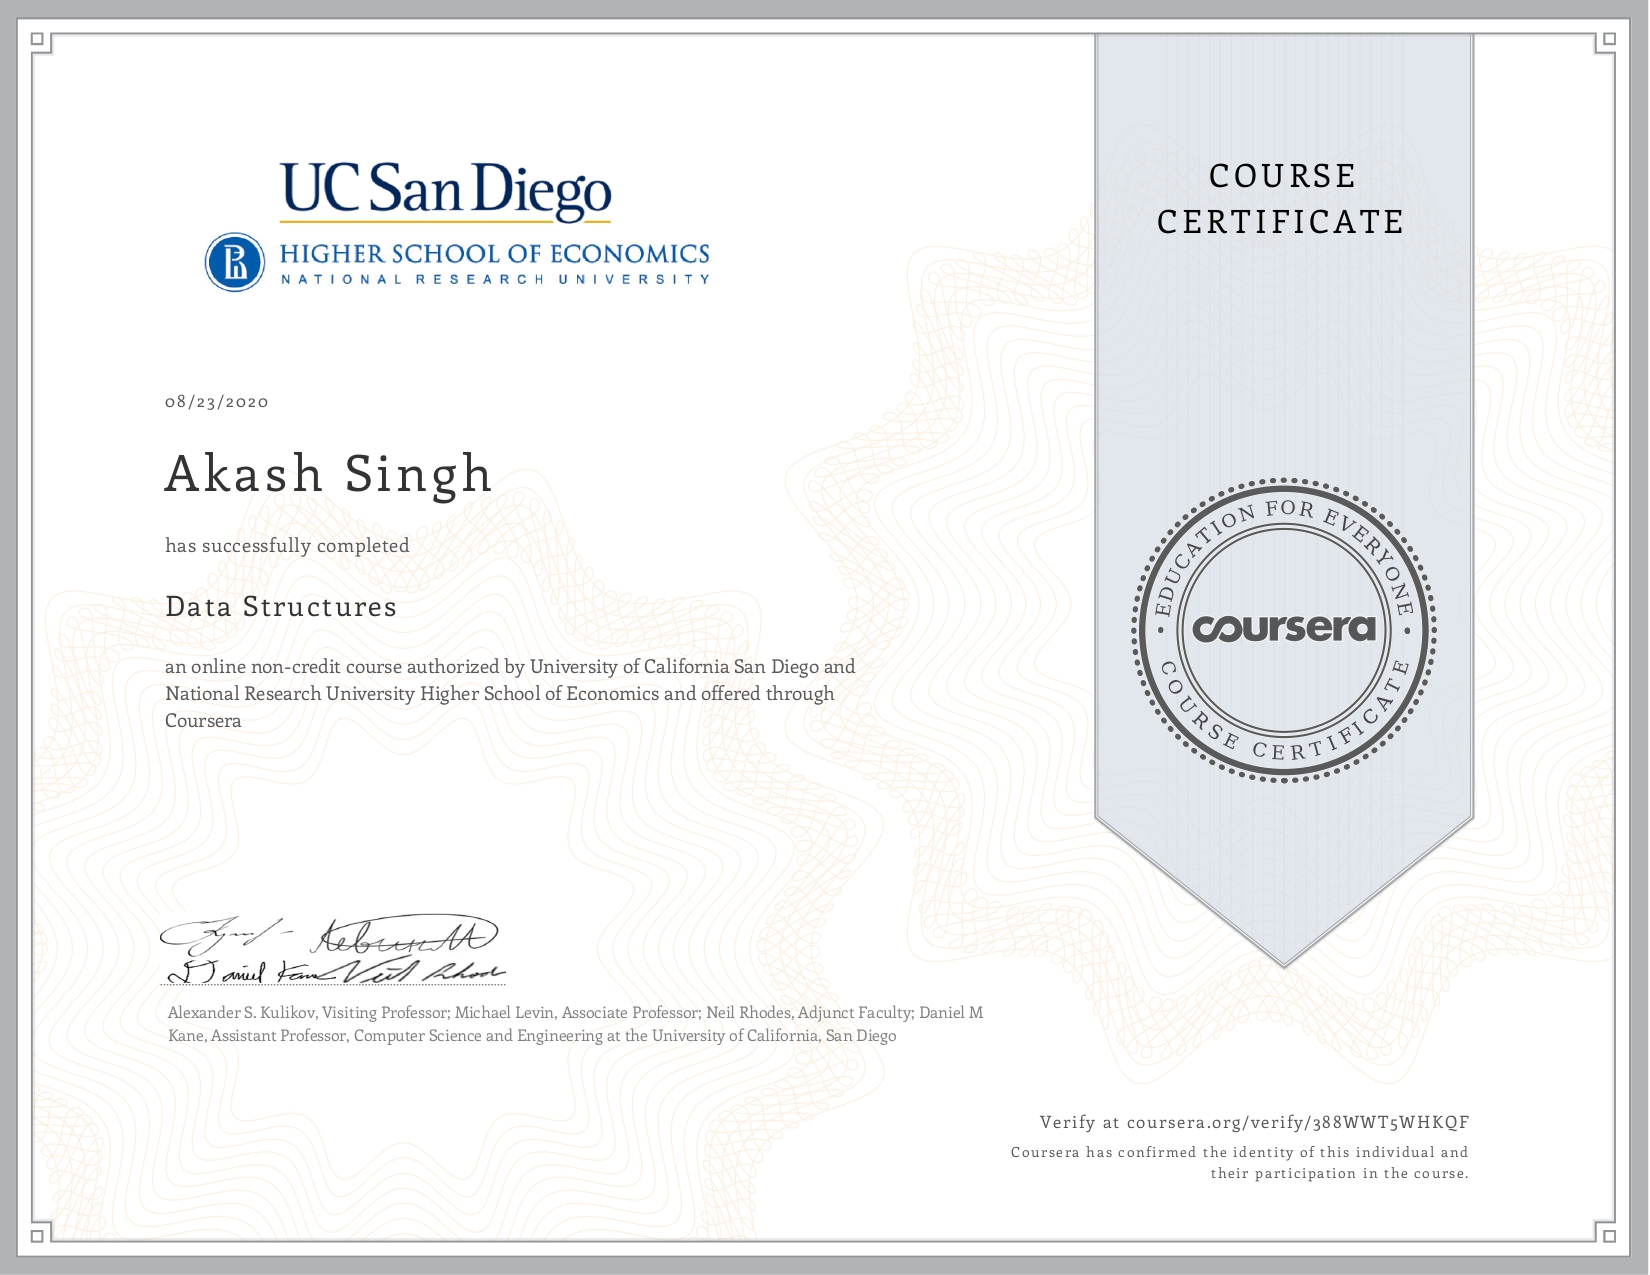 UC San Diego
HIGHER SCHOOL OF ECONOMICS
NATIONAL RESEARCH UNIVERSITY
COURSE
CERTIFICATE
08/23/2020
Akash Singh
has successfully completed
Data Structures
an online non-credit course authorized by University of California San Diego and
National Research University Higher School of Economics and offered through
Coursera
EDUCATION FOR EVERYONE
coursera
COURSE CERTIFICATE
Daniel Kane Neil Rhodes
Alexander S. Kulikov, Visiting Professor; Michael Levin, Associate Professor; Neil Rhodes, Adjunct Faculty; Daniel M
Kane, Assistant Professor, Computer Science and Engineering at the University of California, San Diego
Verify at coursera.org/verify/388WWT5WHKQF
Coursera has confirmed the identity of this individual and
their participation in the course.